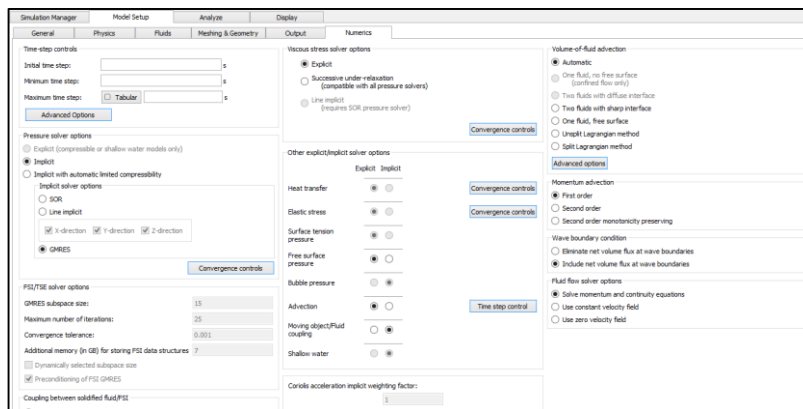 Simulation Manager Model Setup Analyze Display
General Physics Fluids Meshing & Geometry Output Numerics
Time-step controls
Initial time step: s
Minimum time step: s
Maximum time step: Tabular s
Advanced Options
Pressure solver options
Explicit (compressible or shallow water models only)
Implicit
Implicit with automatic limited compressibility
Implicit solver options
SOR
Line implicit
X-direction Y-direction Z-direction
GMRES
Convergence controls
FSI/TSE solver options
GMRES subspace size: 15
Maximum number of iterations: 25
Convergence tolerance: 0.001
Additional memory (in GB) for storing FSI data structures 7
Dynamically selected subspace size
Preconditioning of FSI GMRES
Coupling between solidified fluid/FSI
Viscous stress solver options
Explicit
Successive under-relaxation
(compatible with all pressure solvers)
Line implicit
(requires SOR pressure solver)
Convergence controls
Other explicit/implicit solver options
Explicit Implicit
Heat transfer Convergence controls
Elastic stress Convergence controls
Surface tension
pressure
Free surface
pressure
Bubble pressure
Advection Time step control
Moving object/Fluid
coupling
Shallow water
Coriolis acceleration implicit weighting factor:
1
Volume-of-fluid advection
Automatic
One fluid, no free surface
(confined flow only)
Two fluids with diffuse interface
Two fluids with sharp interface
One fluid, free surface
Unsplit Lagrangian method
Split Lagrangian method
Advanced options
Momentum advection
First order
Second order
Second order monotonicity preserving
Wave boundary condition
Eliminate net volume flux at wave boundaries
Include net volume flux at wave boundaries
Fluid flow solver options
Solve momentum and continuity equations
Use constant velocity field
Use zero velocity field